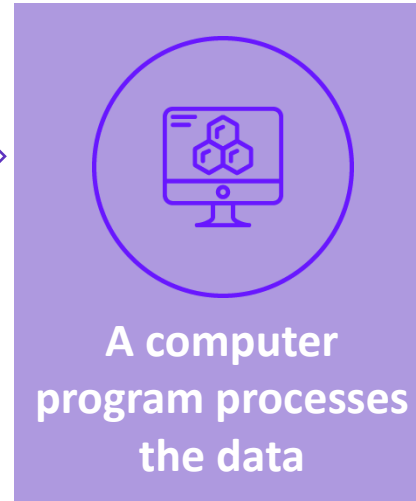 A computer
program processes
the data